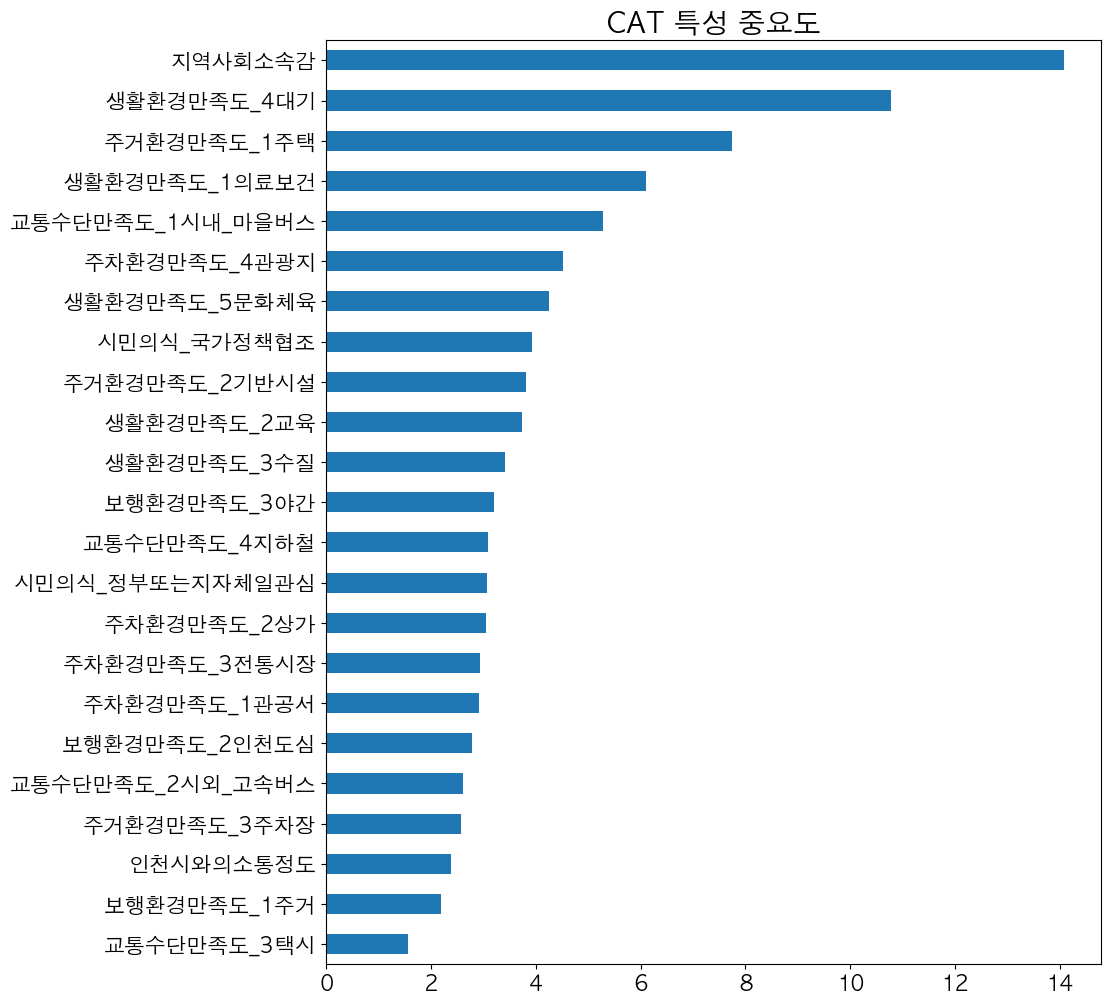 CAT 특성 중요도
지역사회소속감
생활환경만족도_4대기
주거환경만족도_1주택
생활환경만족도_1의료보건
교통수단만족도_1시내_마을버스
주차환경만족도_4관광지
생활환경만족도_5문화체육
시민의식_국가정책협조
주거환경만족도_2기반시설
생활환경만족도_2교육
생활환경만족도_3수질
보행환경만족도_3야간
교통수단만족도_4지하철
시민의식_정부또는지자체일관심
주차환경만족도_2상가
주차환경만족도_3전통시장
주차환경만족도_1관공서
보행환경만족도_2인천도심
교통수단만족도_2시외_고속버스
주거환경만족도_3주차장
인천시와의소통정도
보행환경만족도_1주거
교통수단만족도_3택시
0 2 4 6 8 10 12 14